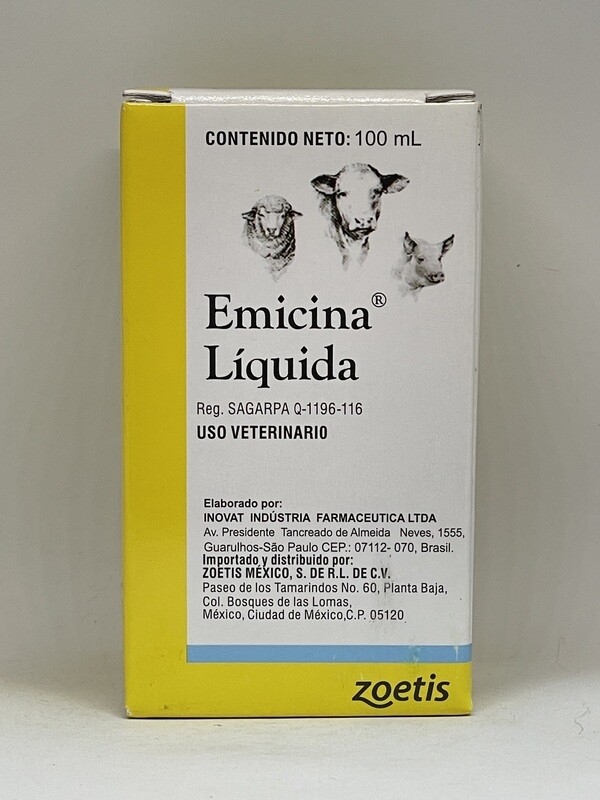 CONTENIDO NETO: 100 mL
Emicina®
Líquida
Reg. SAGARPA Q-1196-116
USO VETERINARIO
Elaborado por:
INOVAT INDÚSTRIA FARMACEUTICA LTDA
Av. Presidente Tancreado de Almeida Neves, 1555,
Guarulhos-São Paulo CEP.: 07112- 070, Brasil.
Importado y distribuido por:
ZOETIS MÉXICO, S. DE R.L. DE C.V.
Paseo de los Tamarindos No. 60, Planta Baja,
Col. Bosques de las Lomas,
México, Ciudad de México,C.P. 05120
zoetis